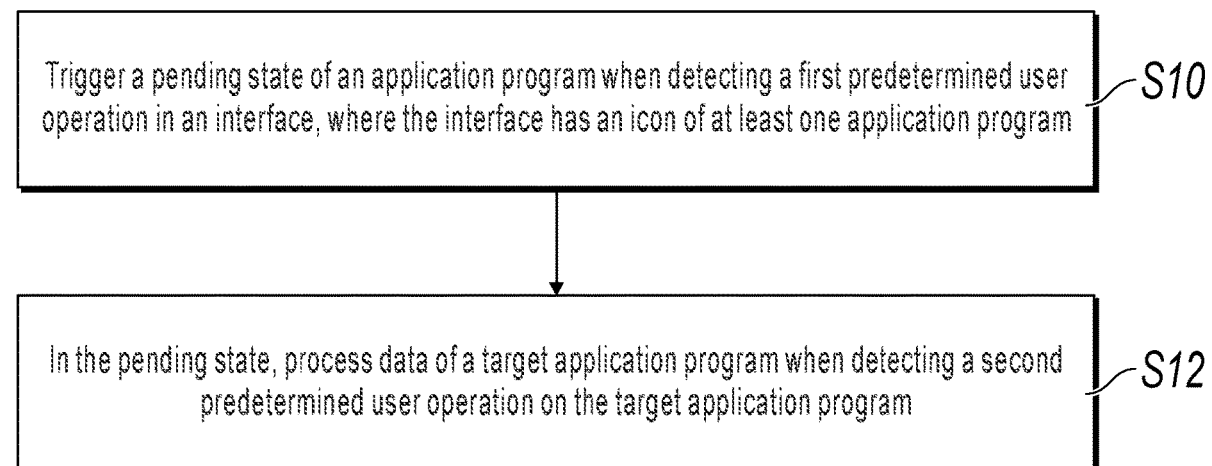 Trigger a pending state of an application program when detecting a first predetermined user
operation in an interface, where the interface has an icon of at least one application program
S10
In the pending state, process data of a target application program when detecting a second
predetermined user operation on the target application program
S12